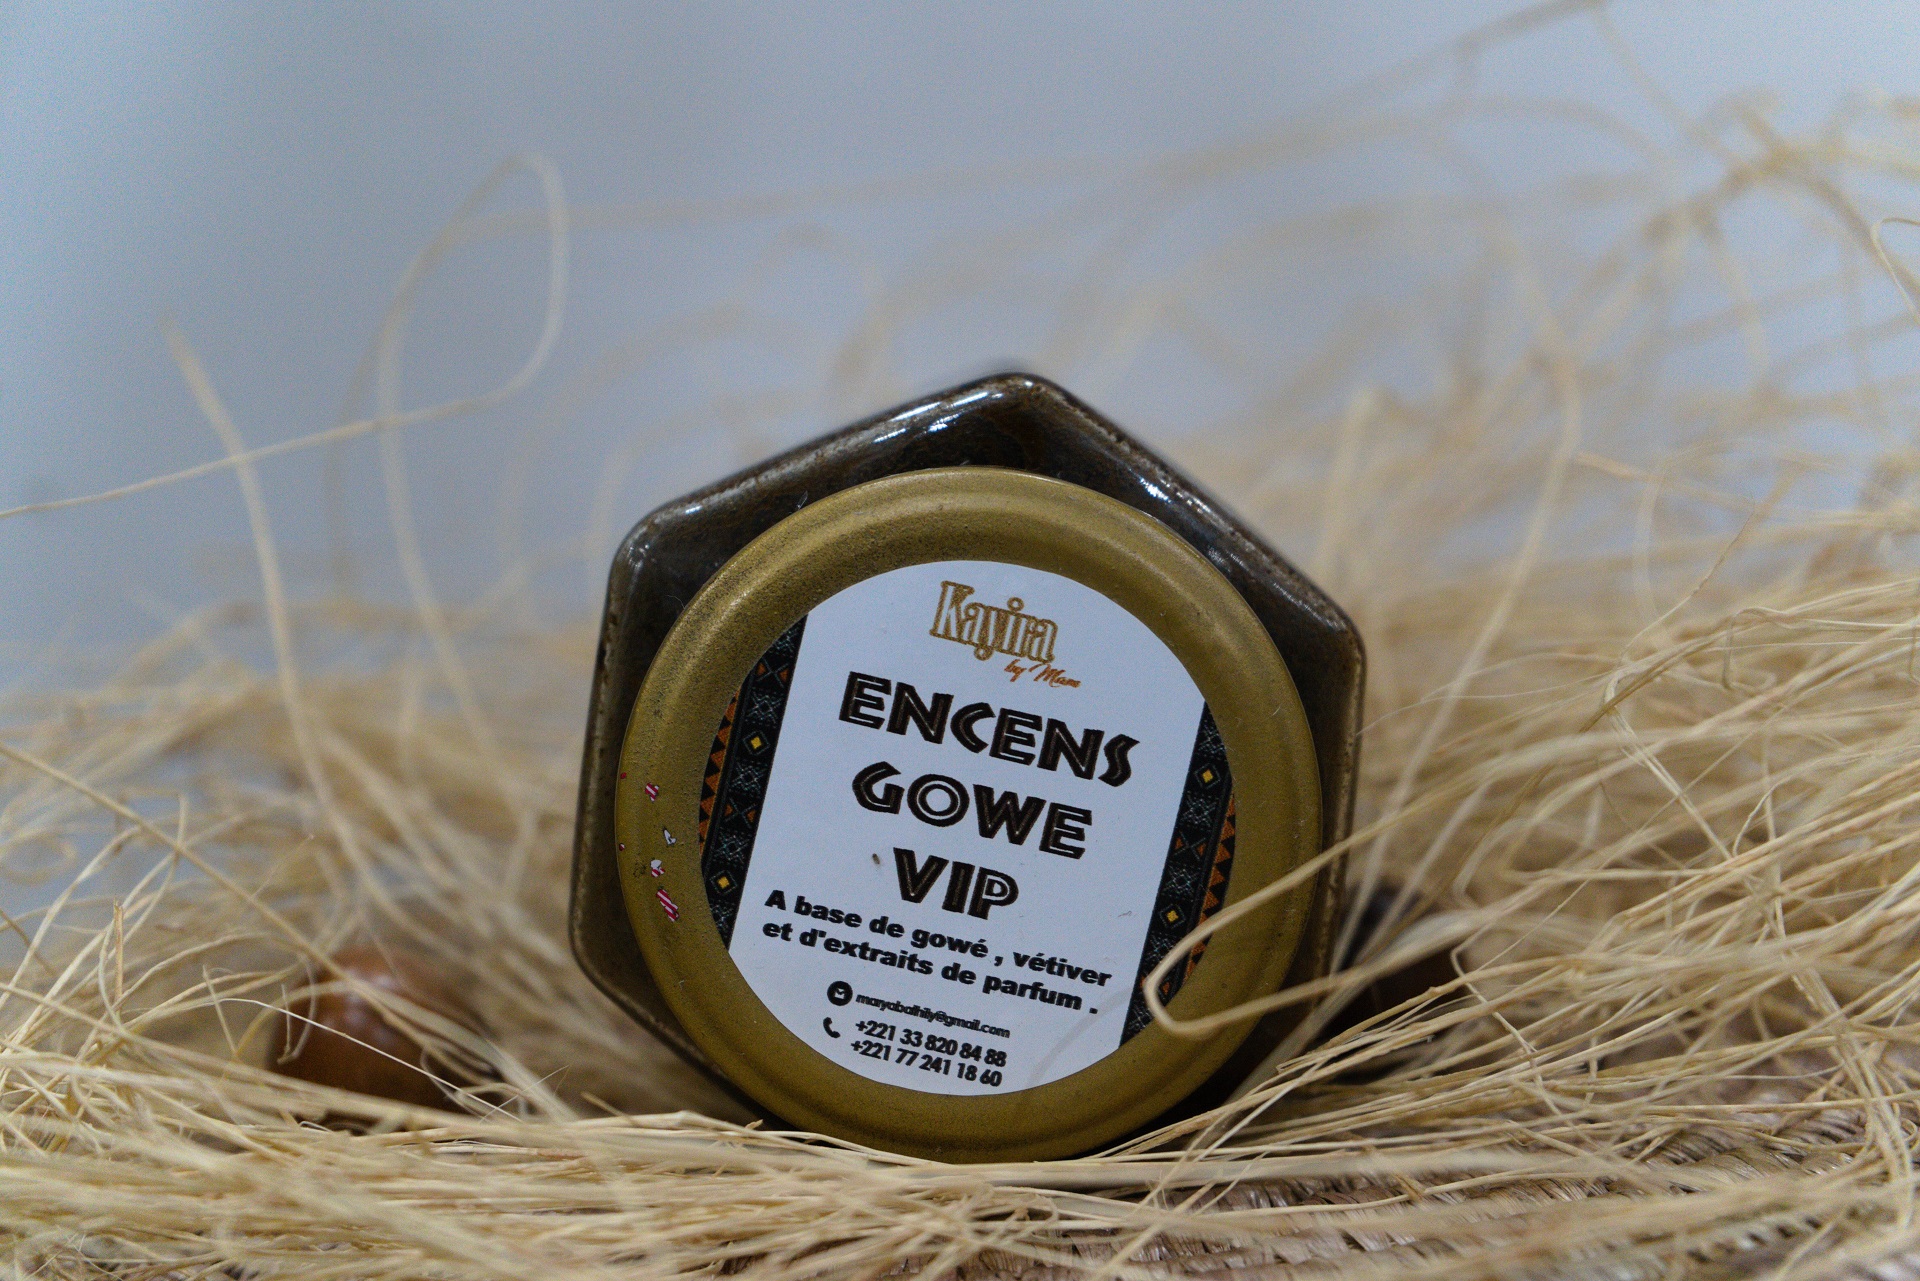 Kayira
by Mam
ENCENS
GOWE
VIP
A base de gowé , vétiver
et d'extraits de parfum .
+221 33 820 84 88
+221 77 241 18 60